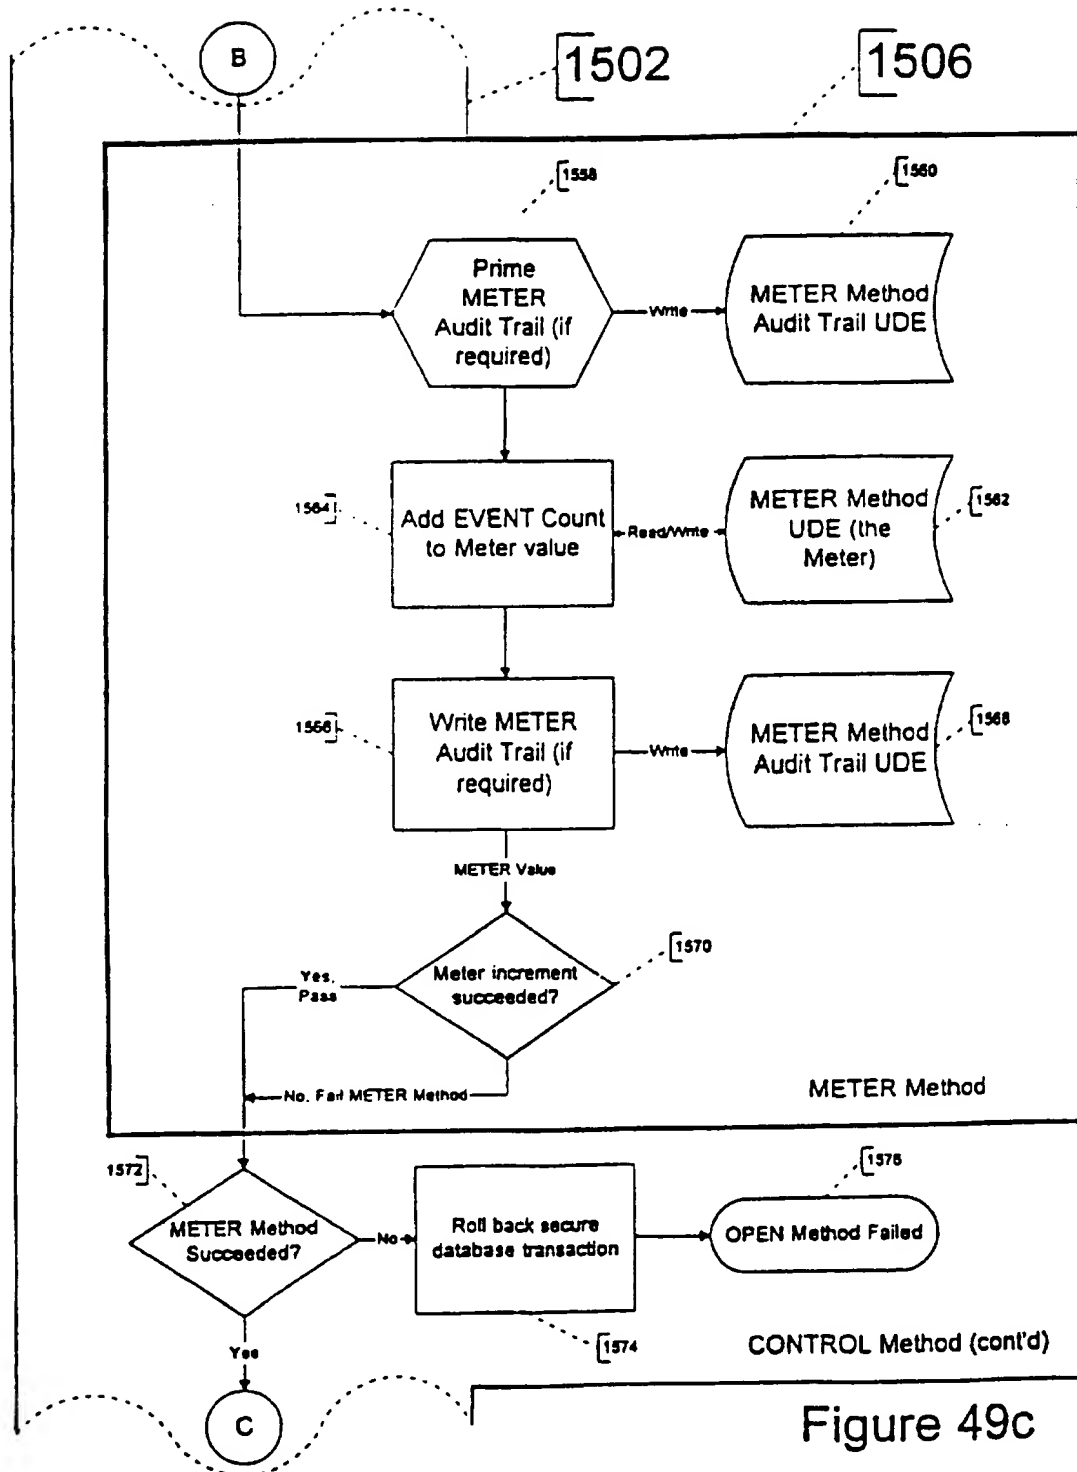 B
1502
1506
1558
1560
Prime
METER
Audit Trail (if
required)
Write
METER Method
Audit Trail UDE
1564
Add EVENT Count
to Meter value
Read/Write
METER Method
UDE (the
Meter)
1562
1566
Write METER
Audit Trail (if
required)
Write
METER Method
Audit Trail UDE
1568
METER Value
Meter increment
succeeded?
1570
Yes,
Pass
No, Fail METER Method
METER Method
1572
METER Method
Succeeded?
No
Roll back secure
database transaction
1576
OPEN Method Failed
1574
Yes
CONTROL Method (cont'd)
C
Figure 49c